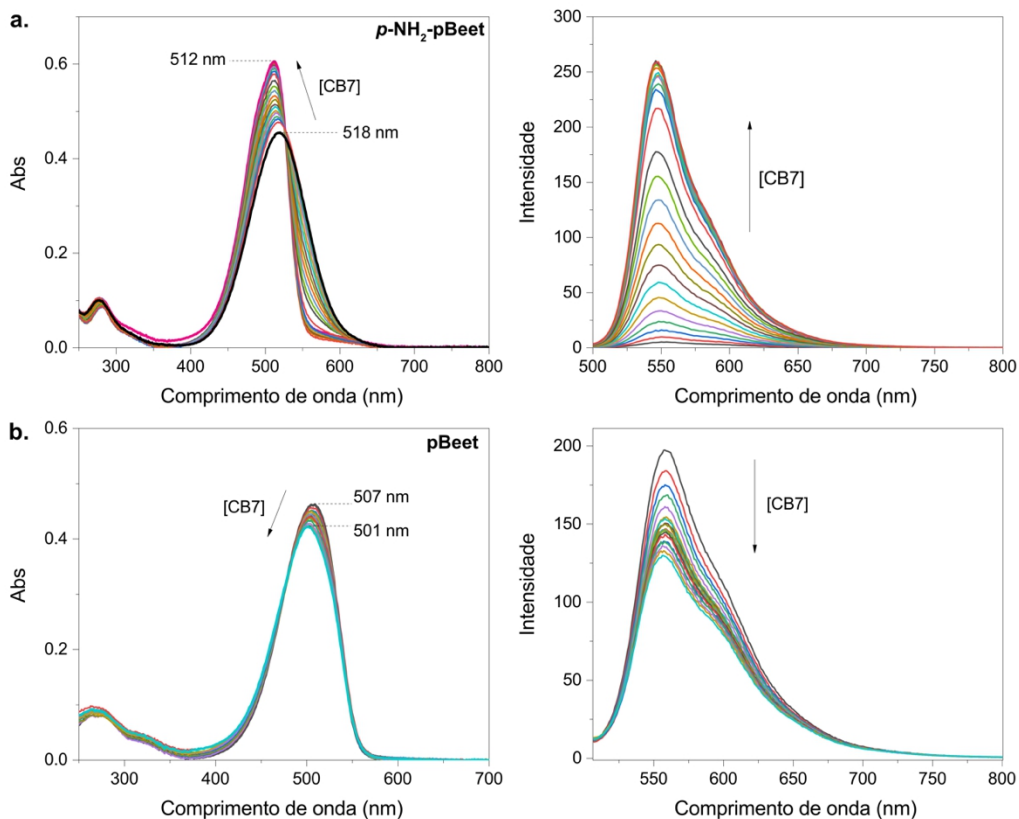 a.
p-NH₂-pBeet
0.6
512 nm
[CB7]
518 nm
0.4
Abs
0.2
0.0
300 400 500 600 700 800
Comprimento de onda (nm)
300
250
200
[CB7]
150
Intensidade
100
50
0
500 550 600 650 700 750 800
Comprimento de onda (nm)
b.
pBeet
0.6
[CB7]
507 nm
501 nm
0.4
Abs
0.2
0.0
300 400 500 600 700
Comprimento de onda (nm)
200
[CB7]
150
Intensidade
100
50
0
550 600 650 700 750 800
Comprimento de onda (nm)